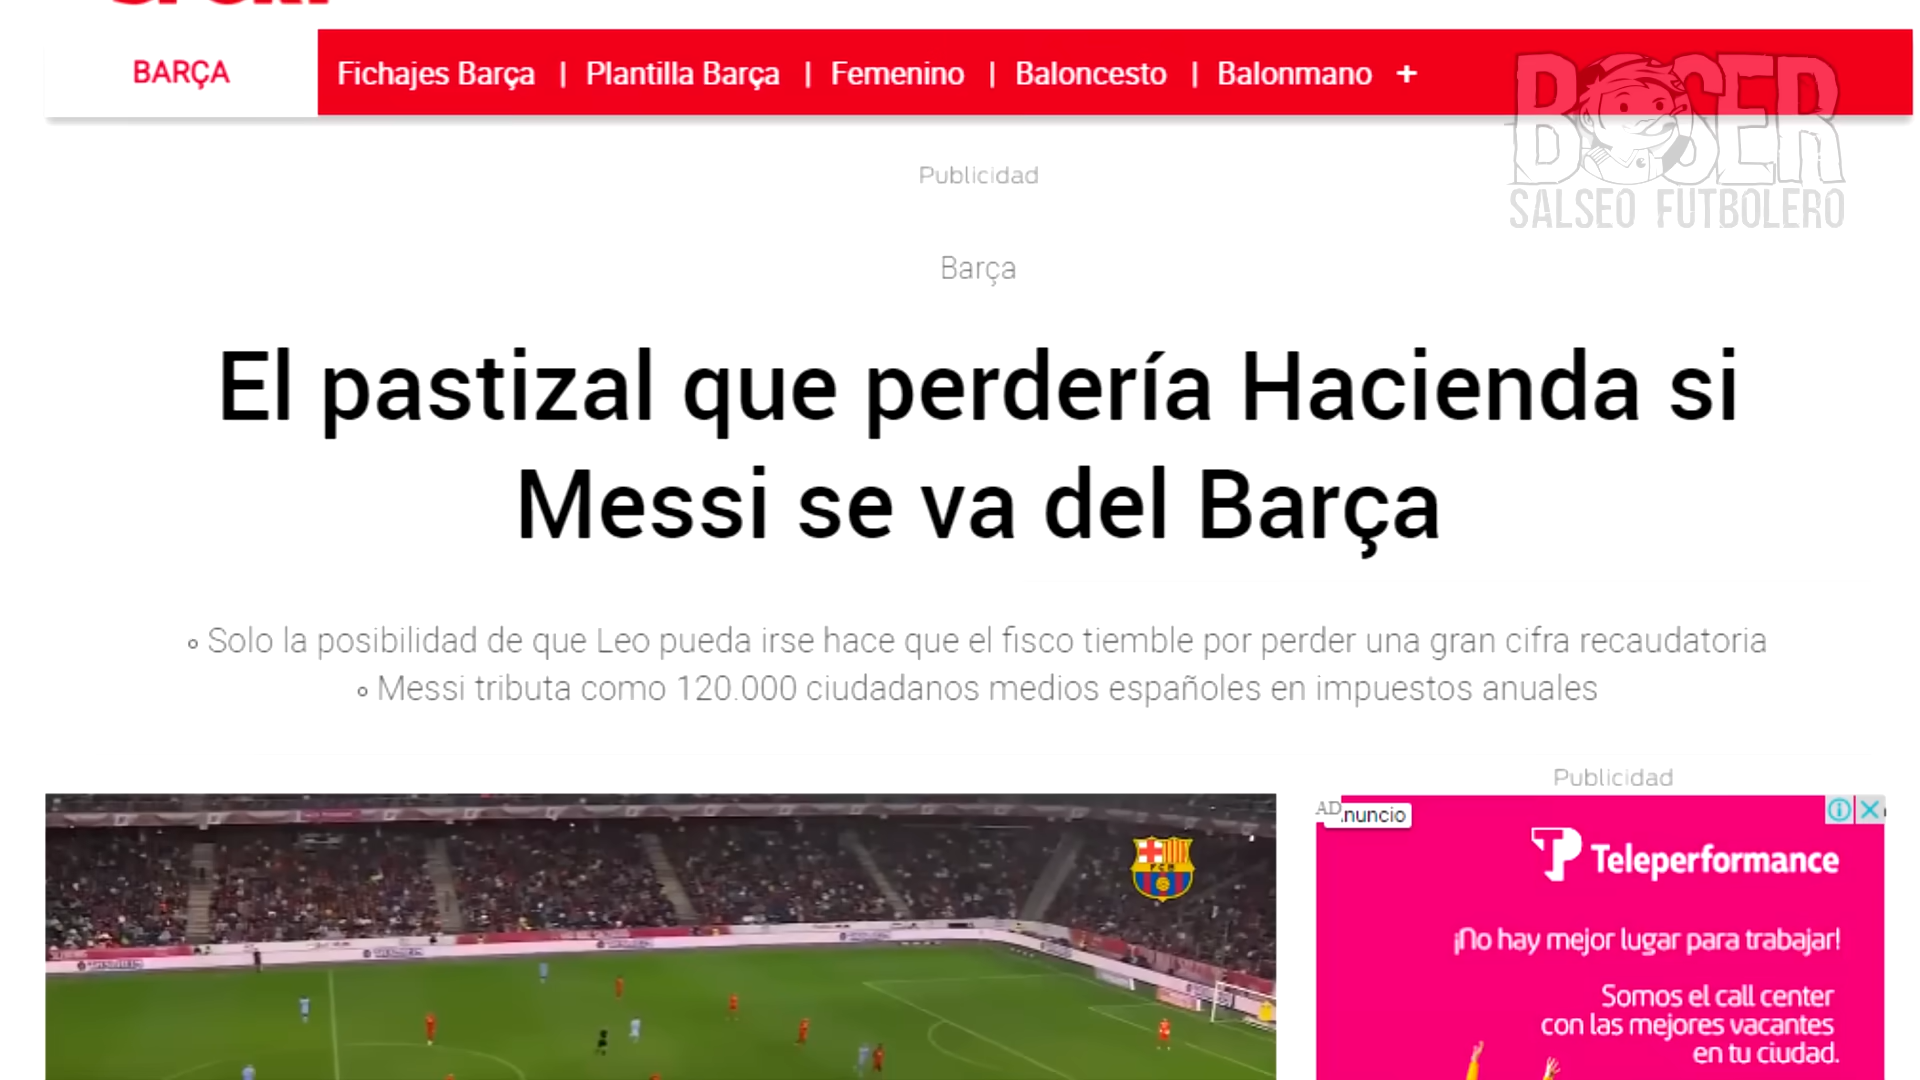 SPORT
BARÇA
Fichajes Barça | Plantilla Barça | Femenino | Baloncesto | Balonmano +
BOSER
SALSEO FUTBOLERO
Publicidad
Barça
El pastizal que perdería Hacienda si
Messi se va del Barça
Solo la posibilidad de que Leo pueda irse hace que el fisco tiemble por perder una gran cifra recaudatoria
Messi tributa como 120.000 ciudadanos medios españoles en impuestos anuales
Publicidad
AD
nuncio
FCB
Teleperformance
¡No hay mejor lugar para trabajar!
Somos el call center
con las mejores vacantes
en tu ciudad.